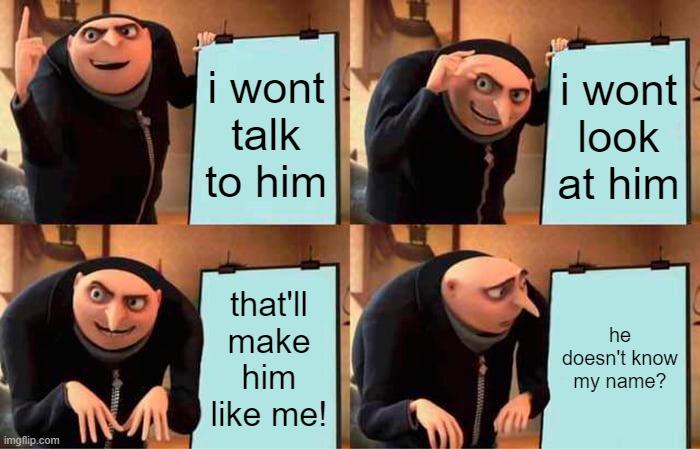 i wont
talk
to him
i wont
look
at him
that'll
make
him
like me!
he
doesn't know
my name?
imgflip.com